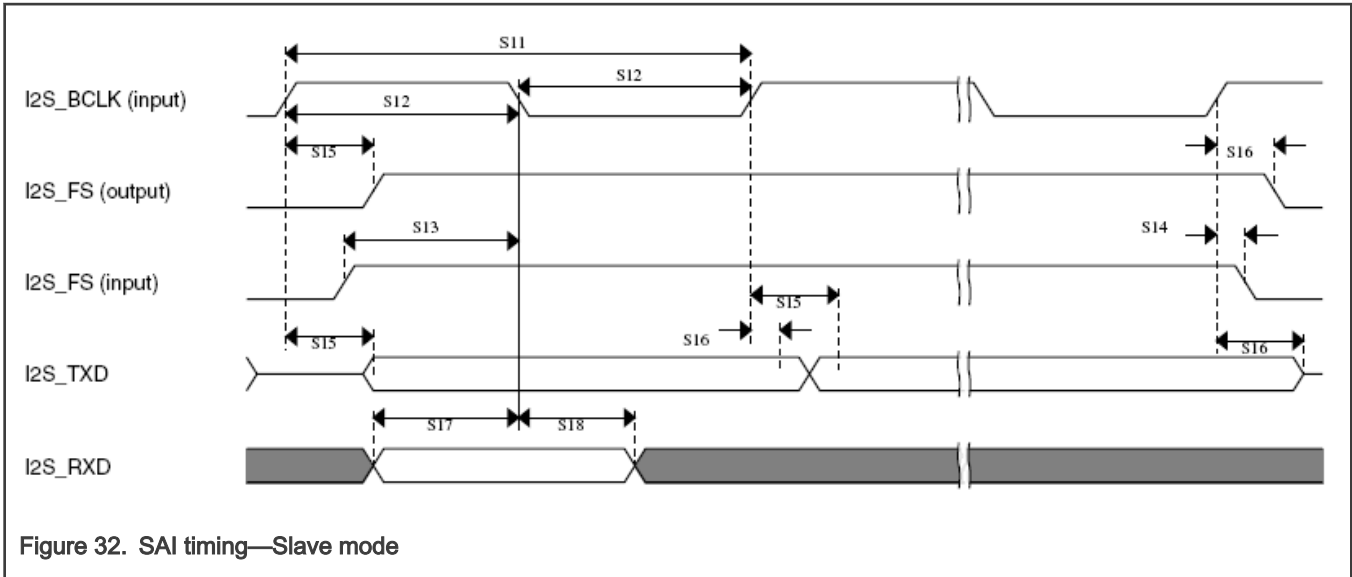 S11
S12
I2S_BCLK (input)
S12
S15
S16
I2S_FS (output)
S13
S14
I2S_FS (input)
S15
S16
S15
S16
I2S_TXD
S17
S18
I2S_RXD
Figure 32. SAI timing—Slave mode